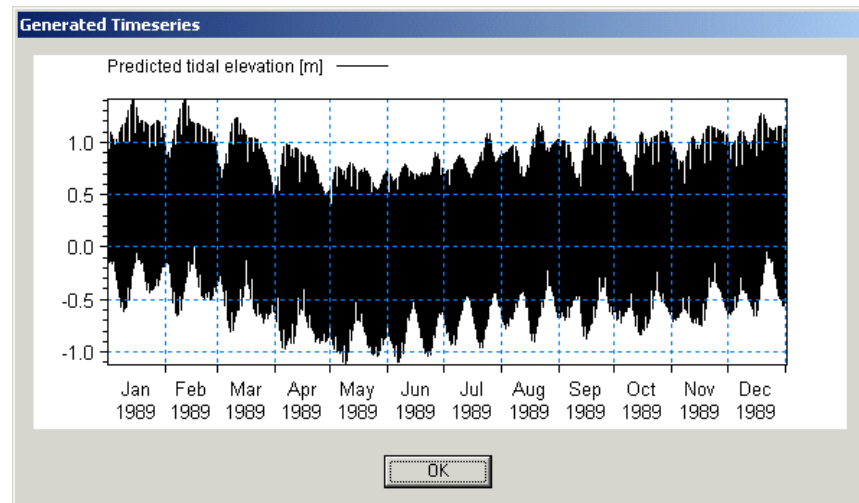 Generated Timeseries
Predicted tidal elevation [m]
1.0
0.5
0.0
-0.5
-1.0
Jan Feb Mar Apr May Jun Jul Aug Sep Oct Nov Dec
1989 1989 1989 1989 1989 1989 1989 1989 1989 1989 1989 1989
OK